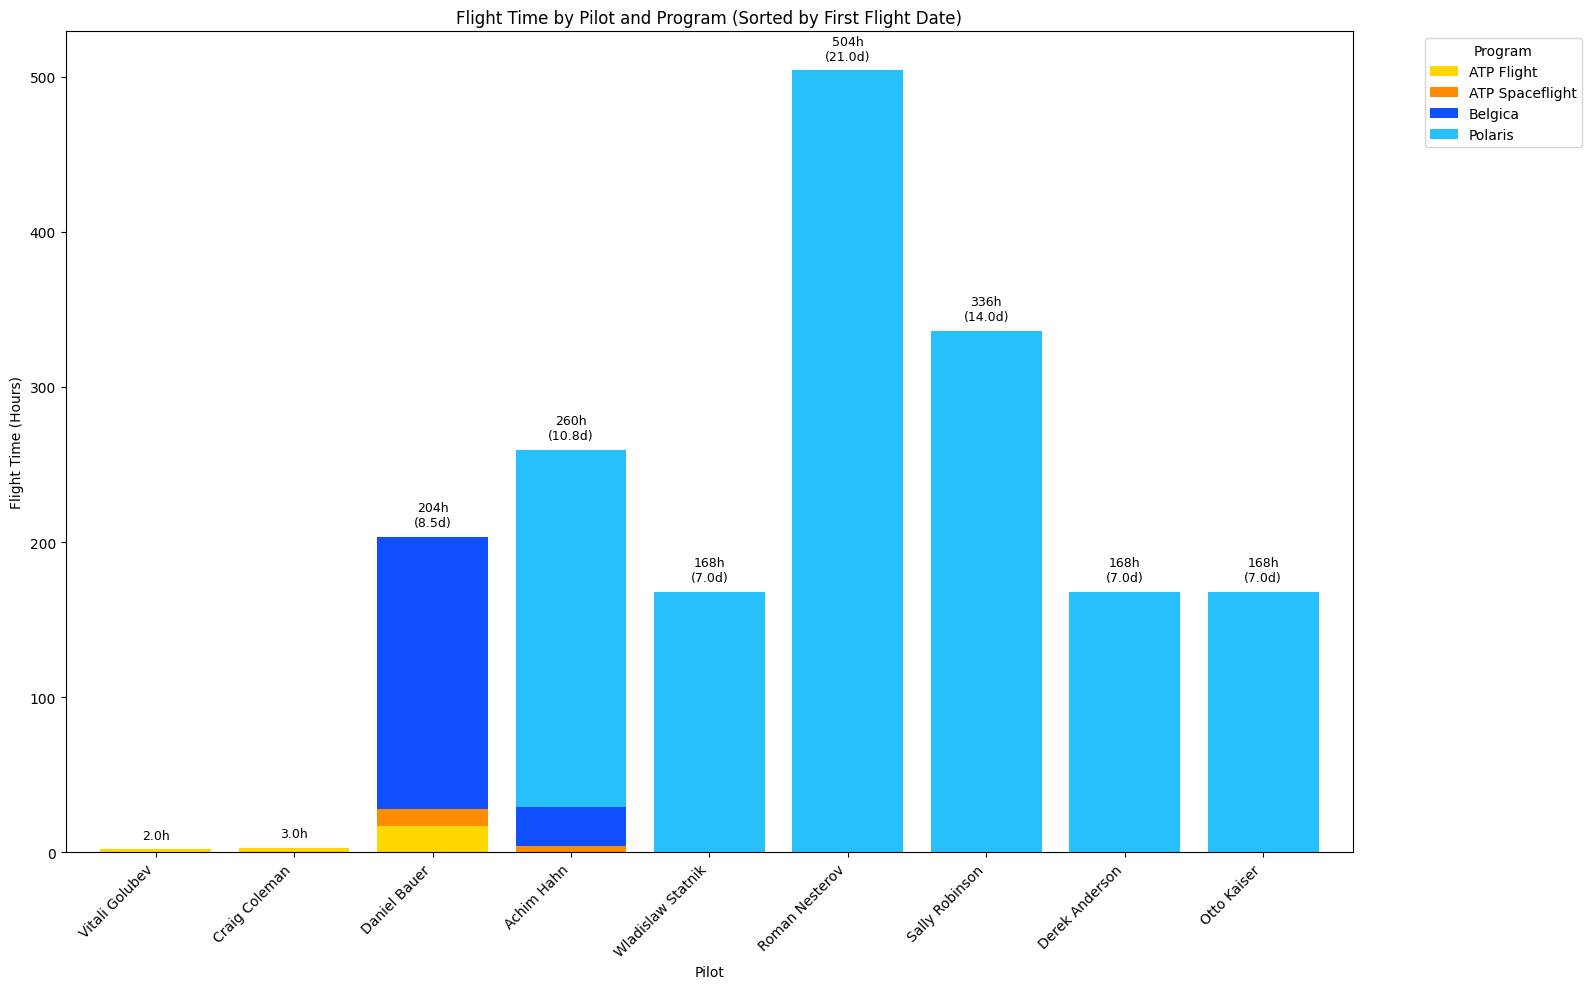 Flight Time by Pilot and Program (Sorted by First Flight Date)
Program
ATP Flight
ATP Spaceflight
Belgica
Polaris
Flight Time (Hours)
500
400
300
200
100
0
2.0h
3.0h
204h
(8.5d)
260h
(10.8d)
168h
(7.0d)
504h
(21.0d)
336h
(14.0d)
168h
(7.0d)
168h
(7.0d)
Vitali Golubev
Craig Coleman
Daniel Bauer
Achim Hahn
Wladislaw Statnik
Roman Nesterov
Sally Robinson
Derek Anderson
Otto Kaiser
Pilot